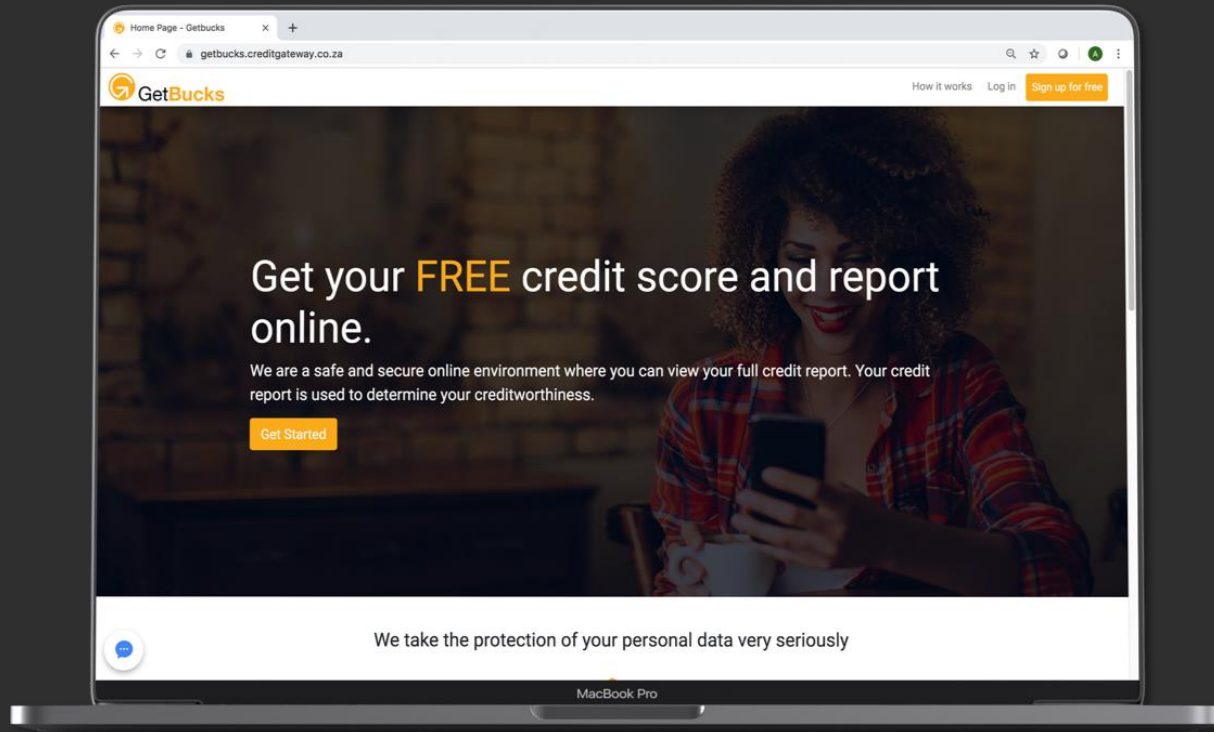 Home Page - Getbucks
getbucks.creditgateway.co.za
A
GetBucks
How it works Log in Sign up for free
Get your FREE credit score and report
online.
We are a safe and secure online environment where you can view your full credit report. Your credit
report is used to determine your creditworthiness.
Get Started
We take the protection of your personal data very seriously
MacBook Pro